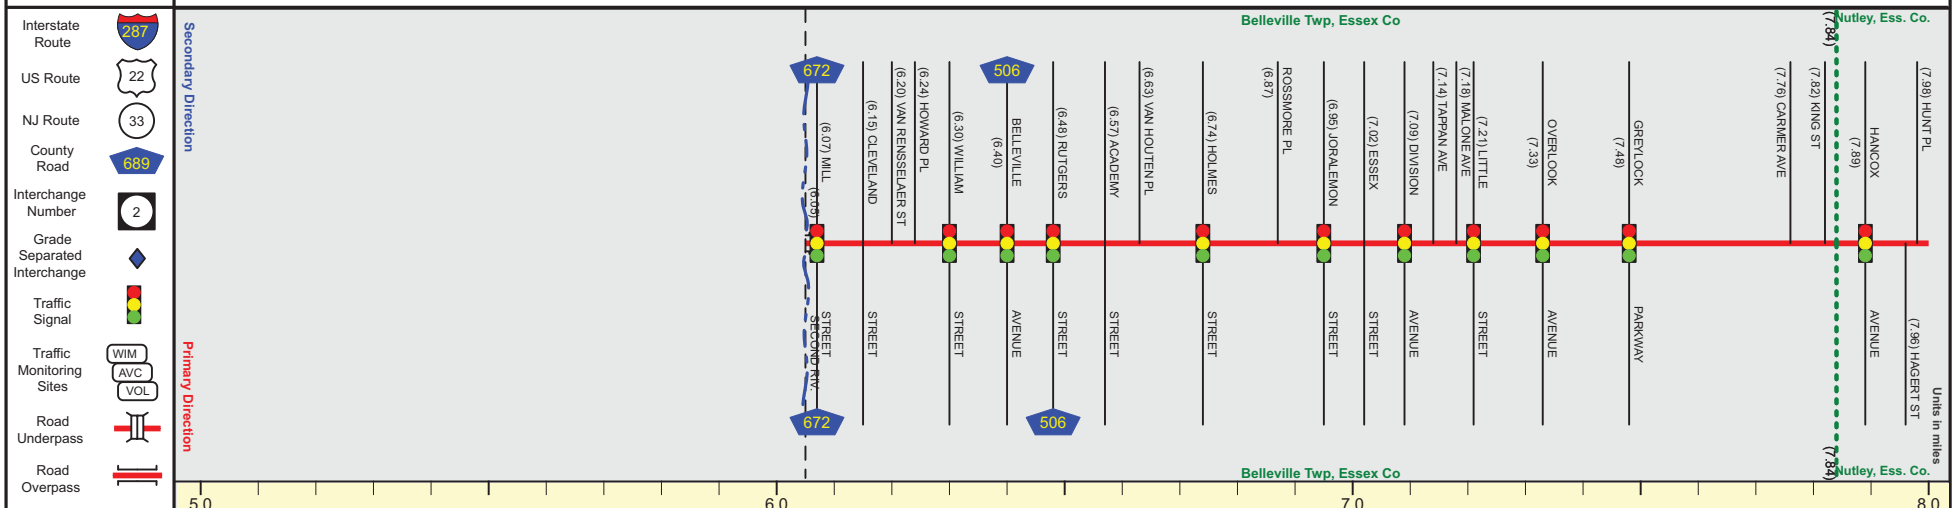 Interstate
Route
287
US Route
22
NJ Route
33
County
Road
689
Interchange
Number
2
Grade
Separated
Interchange
Traffic
Signal
Traffic
Monitoring
Sites
WIM
AVC
VOL
Road
Underpass
Road
Overpass
Secondary Direction
Primary Direction
Belleville Twp, Essex Co
(7.84)
Nutley, Ess. Co.
672
506
(6.05)
SECOND RIV.
(6.07) MILL
STREET
(6.15) CLEVELAND
STREET
(6.20) VAN RENSSELAER ST
(6.24) HOWARD PL
(6.30) WILLIAM
STREET
BELLEVILLE
(6.40)
AVENUE
(6.48) RUTGERS
STREET
(6.57) ACADEMY
STREET
(6.63) VAN HOUTEN PL
(6.74) HOLMES
STREET
ROSSMORE PL
(6.87)
(6.95) JORALEMON
STREET
(7.02) ESSEX
STREET
(7.09) DIVISION
AVENUE
(7.14) TAPPAN AVE
(7.18) MALONE AVE
(7.21) LITTLE
STREET
OVERLOOK
(7.33)
AVENUE
GREYLOCK
(7.48)
PARKWAY
(7.76) CARMER AVE
(7.82) KING ST
HANCOX
(7.89)
AVENUE
(7.96) HAGERT ST
(7.98) HUNT PL
672
506
Belleville Twp, Essex Co
(7.84)
Nutley, Ess. Co.
Units in miles
5.0
6.0
7.0
8.0